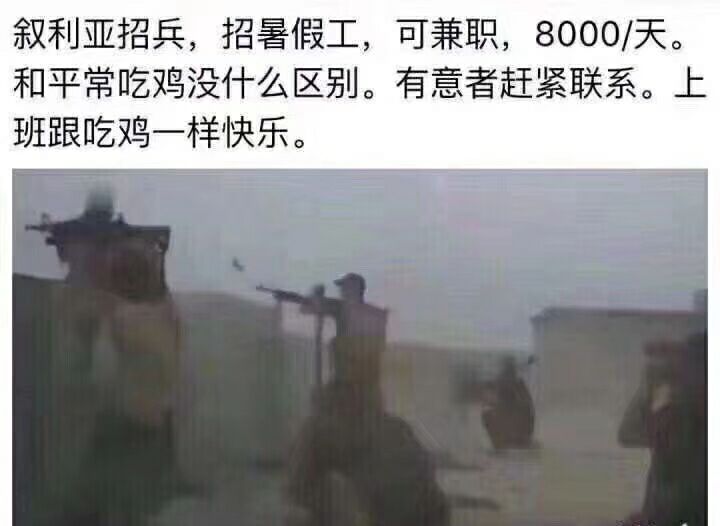 叙利亚招兵，招暑假工，可兼职，8000/天。
和平常吃鸡没什么区别。有意者赶紧联系。上
班跟吃鸡一样快乐。